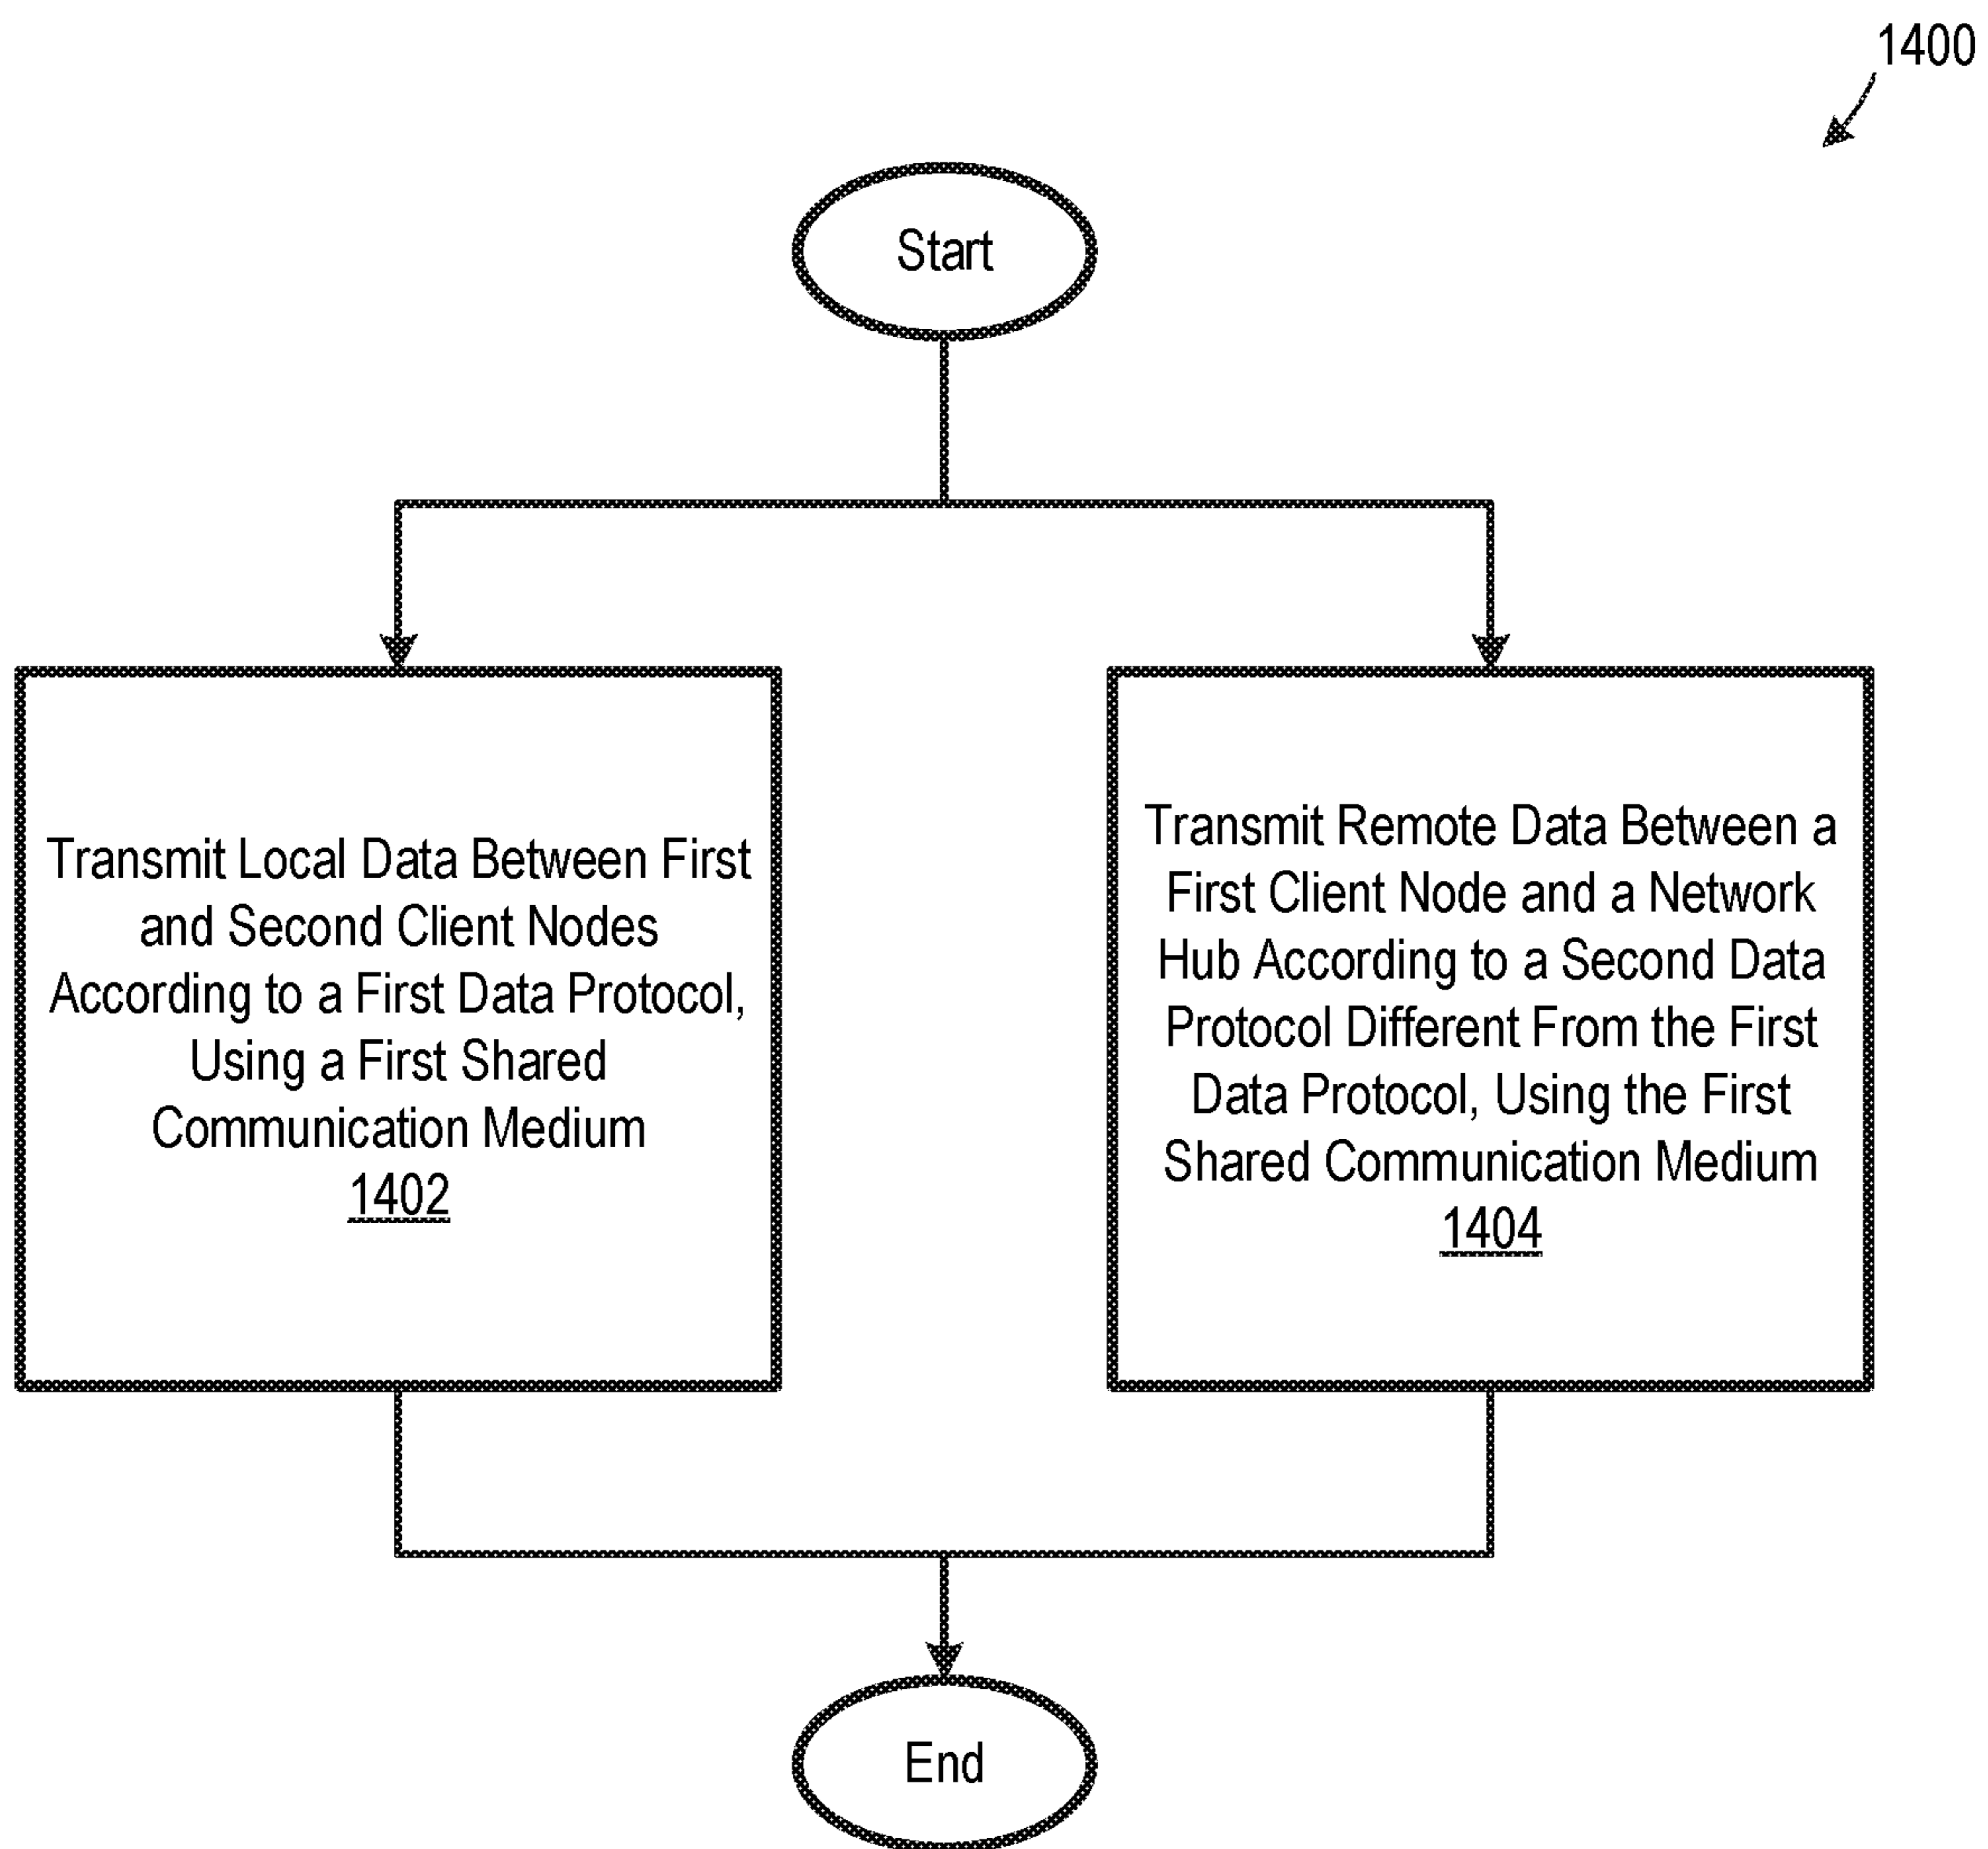 1400
Start
Transmit Local Data Between First
and Second Client Nodes
According to a First Data Protocol,
Using a First Shared
Communication Medium
1402
Transmit Remote Data Between a
First Client Node and a Network
Hub According to a Second Data
Protocol Different From the First
Data Protocol, Using the First
Shared Communication Medium
1404
End